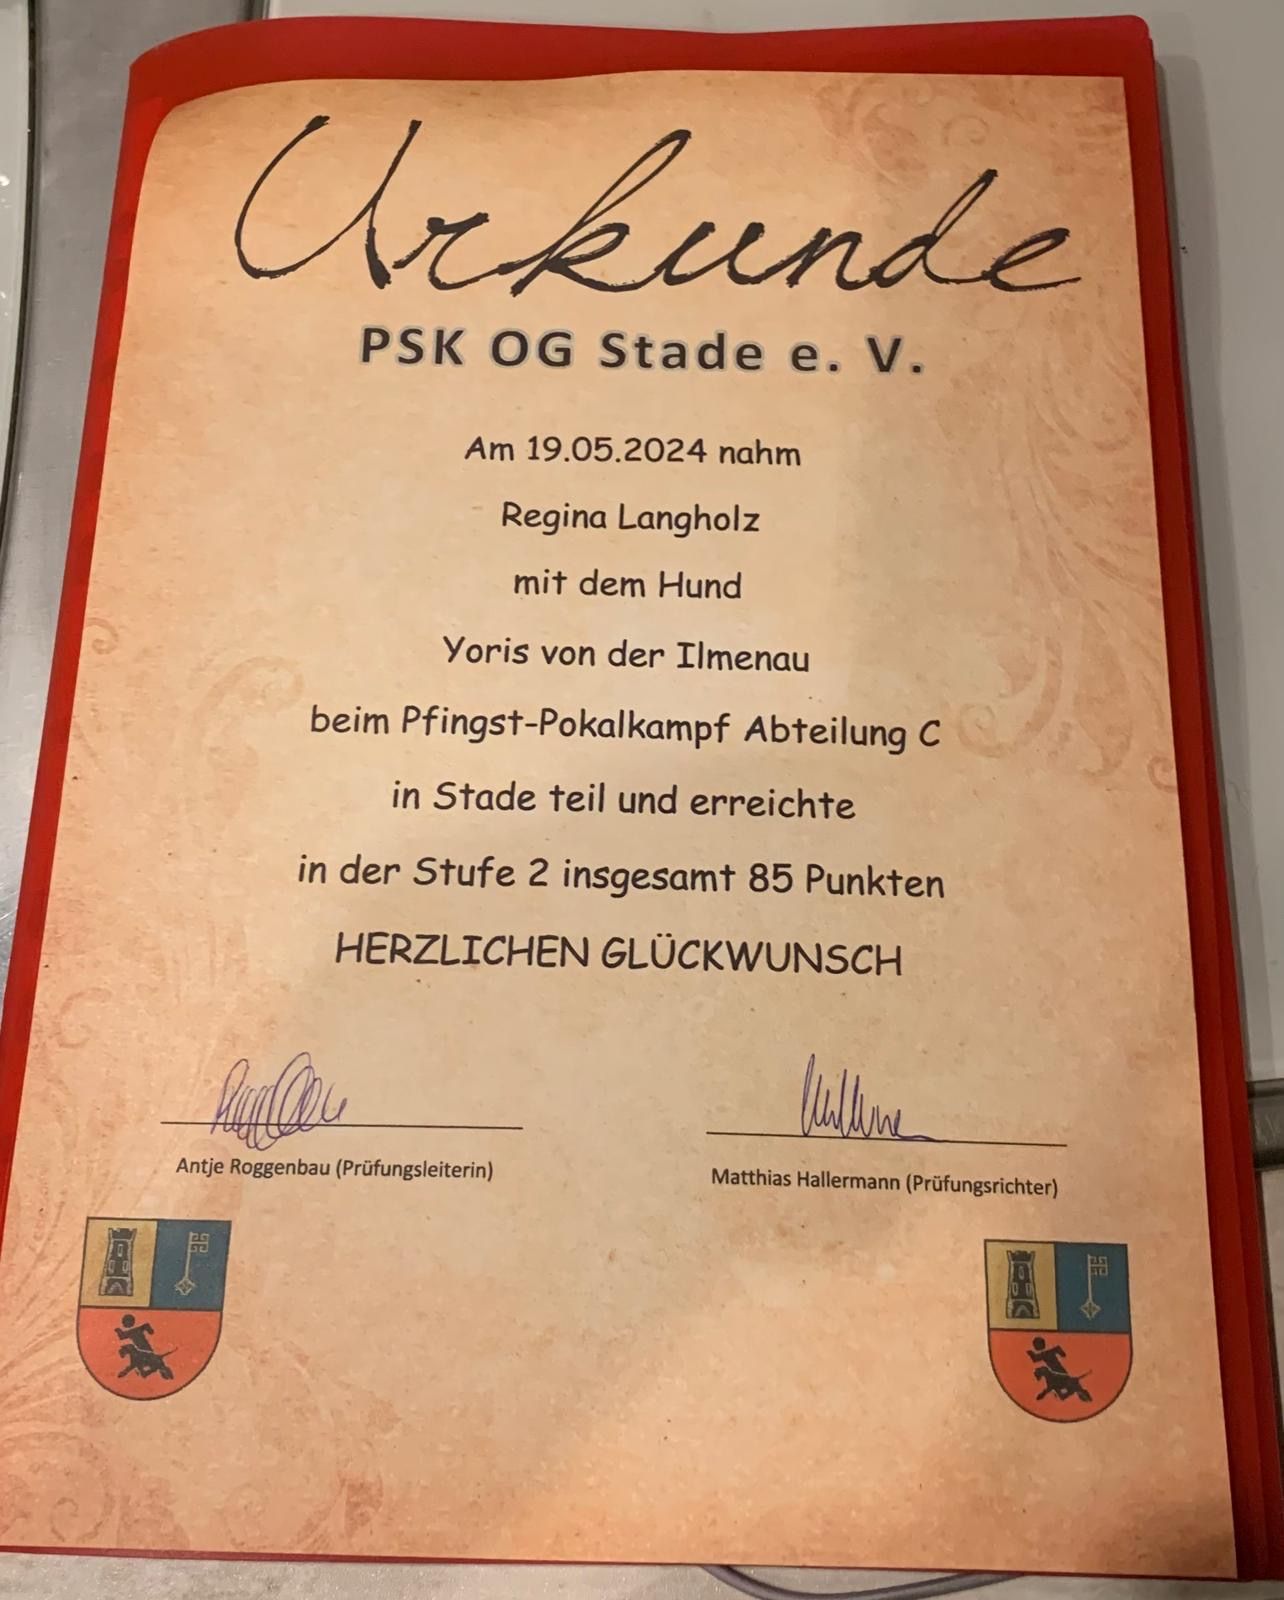 Urkunde
PSK OG Stade e. V.
Am 19.05.2024 nahm
Regina Langholz
mit dem Hund
Yoris von der Ilmenau
beim Pfingst-Pokalkampf Abteilung C
in Stade teil und erreichte
in der Stufe 2 insgesamt 85 Punkten
HERZLICHEN GLÜCKWUNSCH
Antje Roggenbau (Prüfungsleiterin)
Matthias Hallermann (Prüfungsrichter)